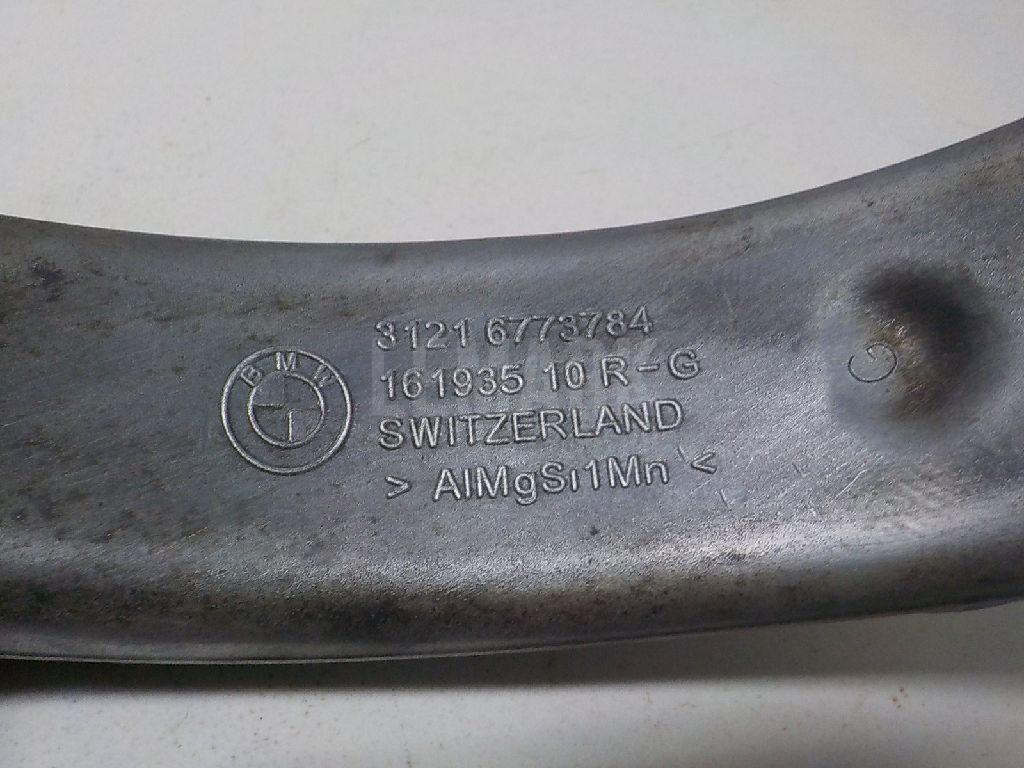 3121 6773784
BMW
161935 10 R-G
SWITZERLAND
> AlMgSi1Mn <
G